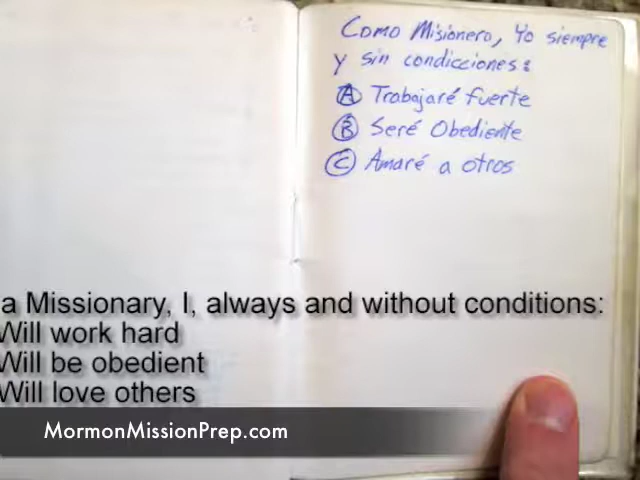 Como Misionero, Yo siempre
y sin condicciones:
Ⓐ Trabajaré fuerte
Ⓑ Seré Obediente
Ⓒ Amaré a otros
a Missionary, I, always and without conditions:
Will work hard
Will be obedient
Will love others
MormonMissionPrep.com